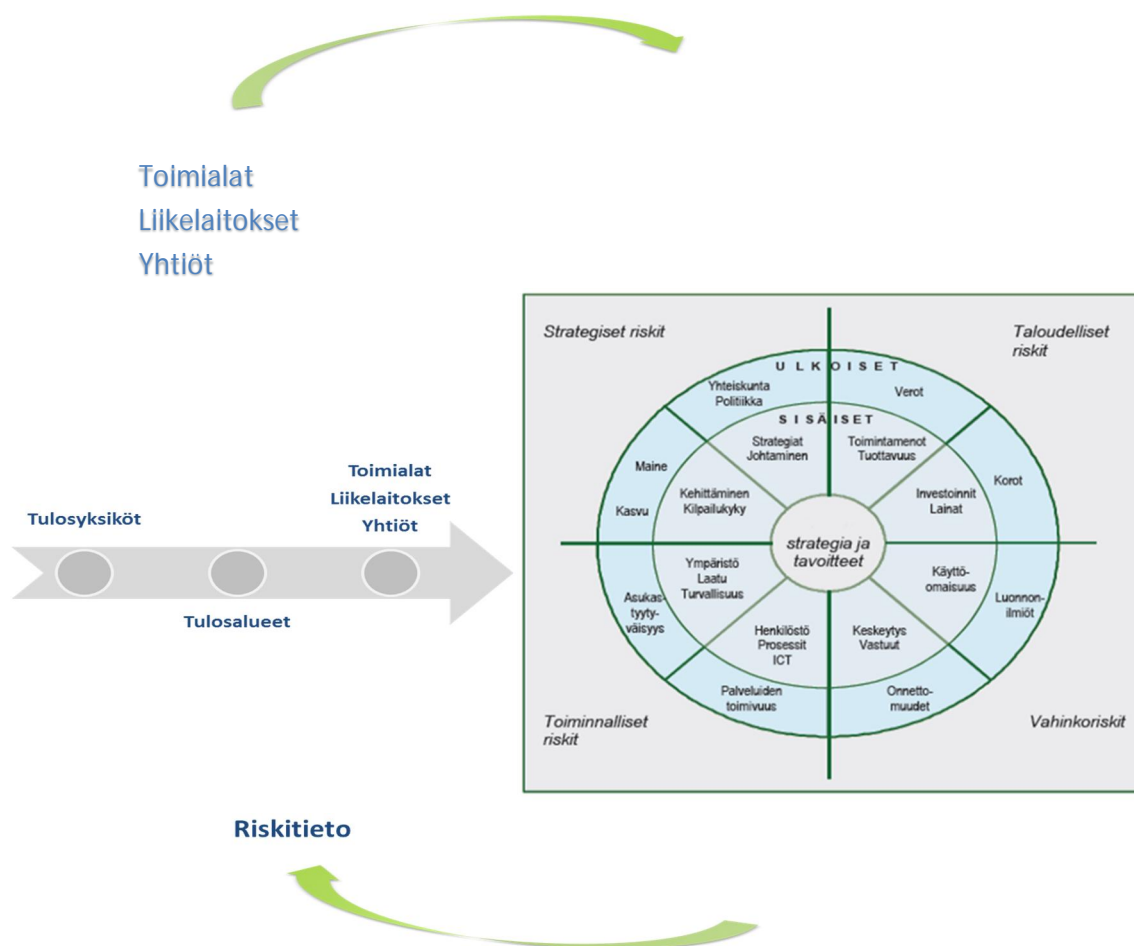 Toimialat
Liikelaitokset
Yhtiöt
Strategiset riskit
Taloudelliset
riskit
ULKOISET
Yhteiskunta
Politiikka
Verot
SISÄISET
Strategiat
Johtaminen
Toimintamenot
Tuottavuus
Maine
Kasvu
Kehittäminen
Kilpailukyky
Investoinnit
Lainat
Korot
strategia ja
tavoitteet
Ympäristö
Laatu
Turvallisuus
Käyttö-
omaisuus
Asukas-
tyyty-
väisyys
Luonnon-
ilmiöt
Henkilöstö
Prosessit
ICT
Keskeytys
Vastuut
Palveluiden
toimivuus
Onnetto-
muudet
Toiminnalliset
riskit
Vahinkoriskit
Tulosyksiköt
Tulosalueet
Toimialat
Liikelaitokset
Yhtiöt
Riskitieto